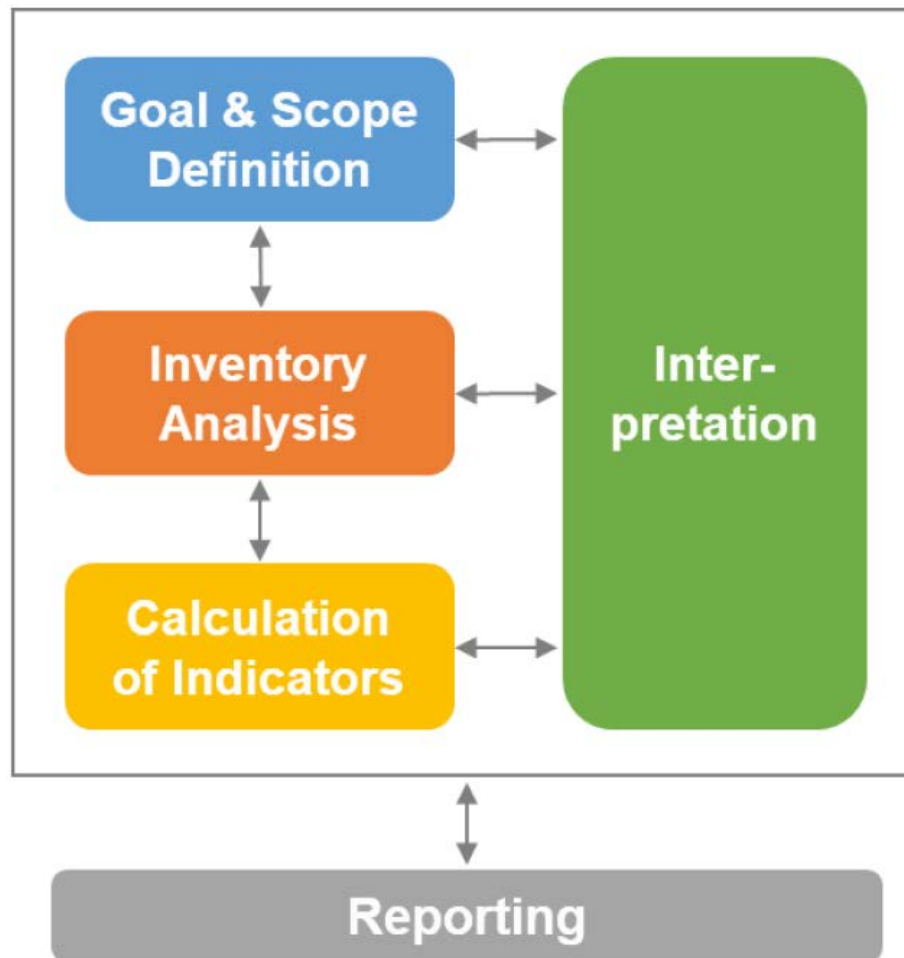 Goal & Scope
Definition
Inventory
Analysis
Inter-
pretation
Calculation
of Indicators
Reporting